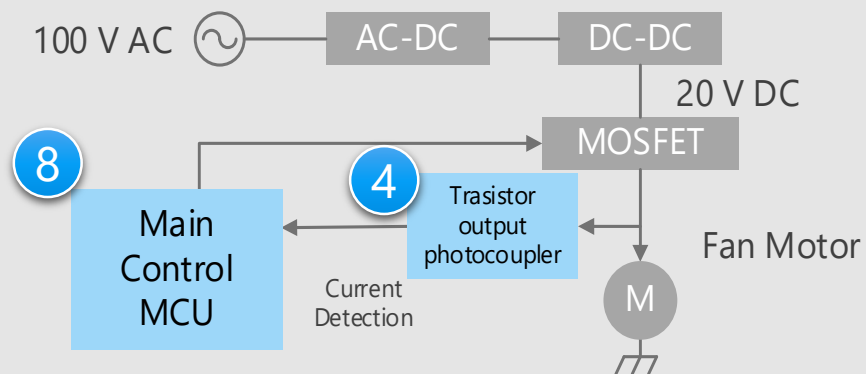 100 V AC
AC-DC
DC-DC
20 V DC
MOSFET
8
4
Trasistor
output
photocoupler
Main
Control
MCU
Current
Detection
Fan Motor
M